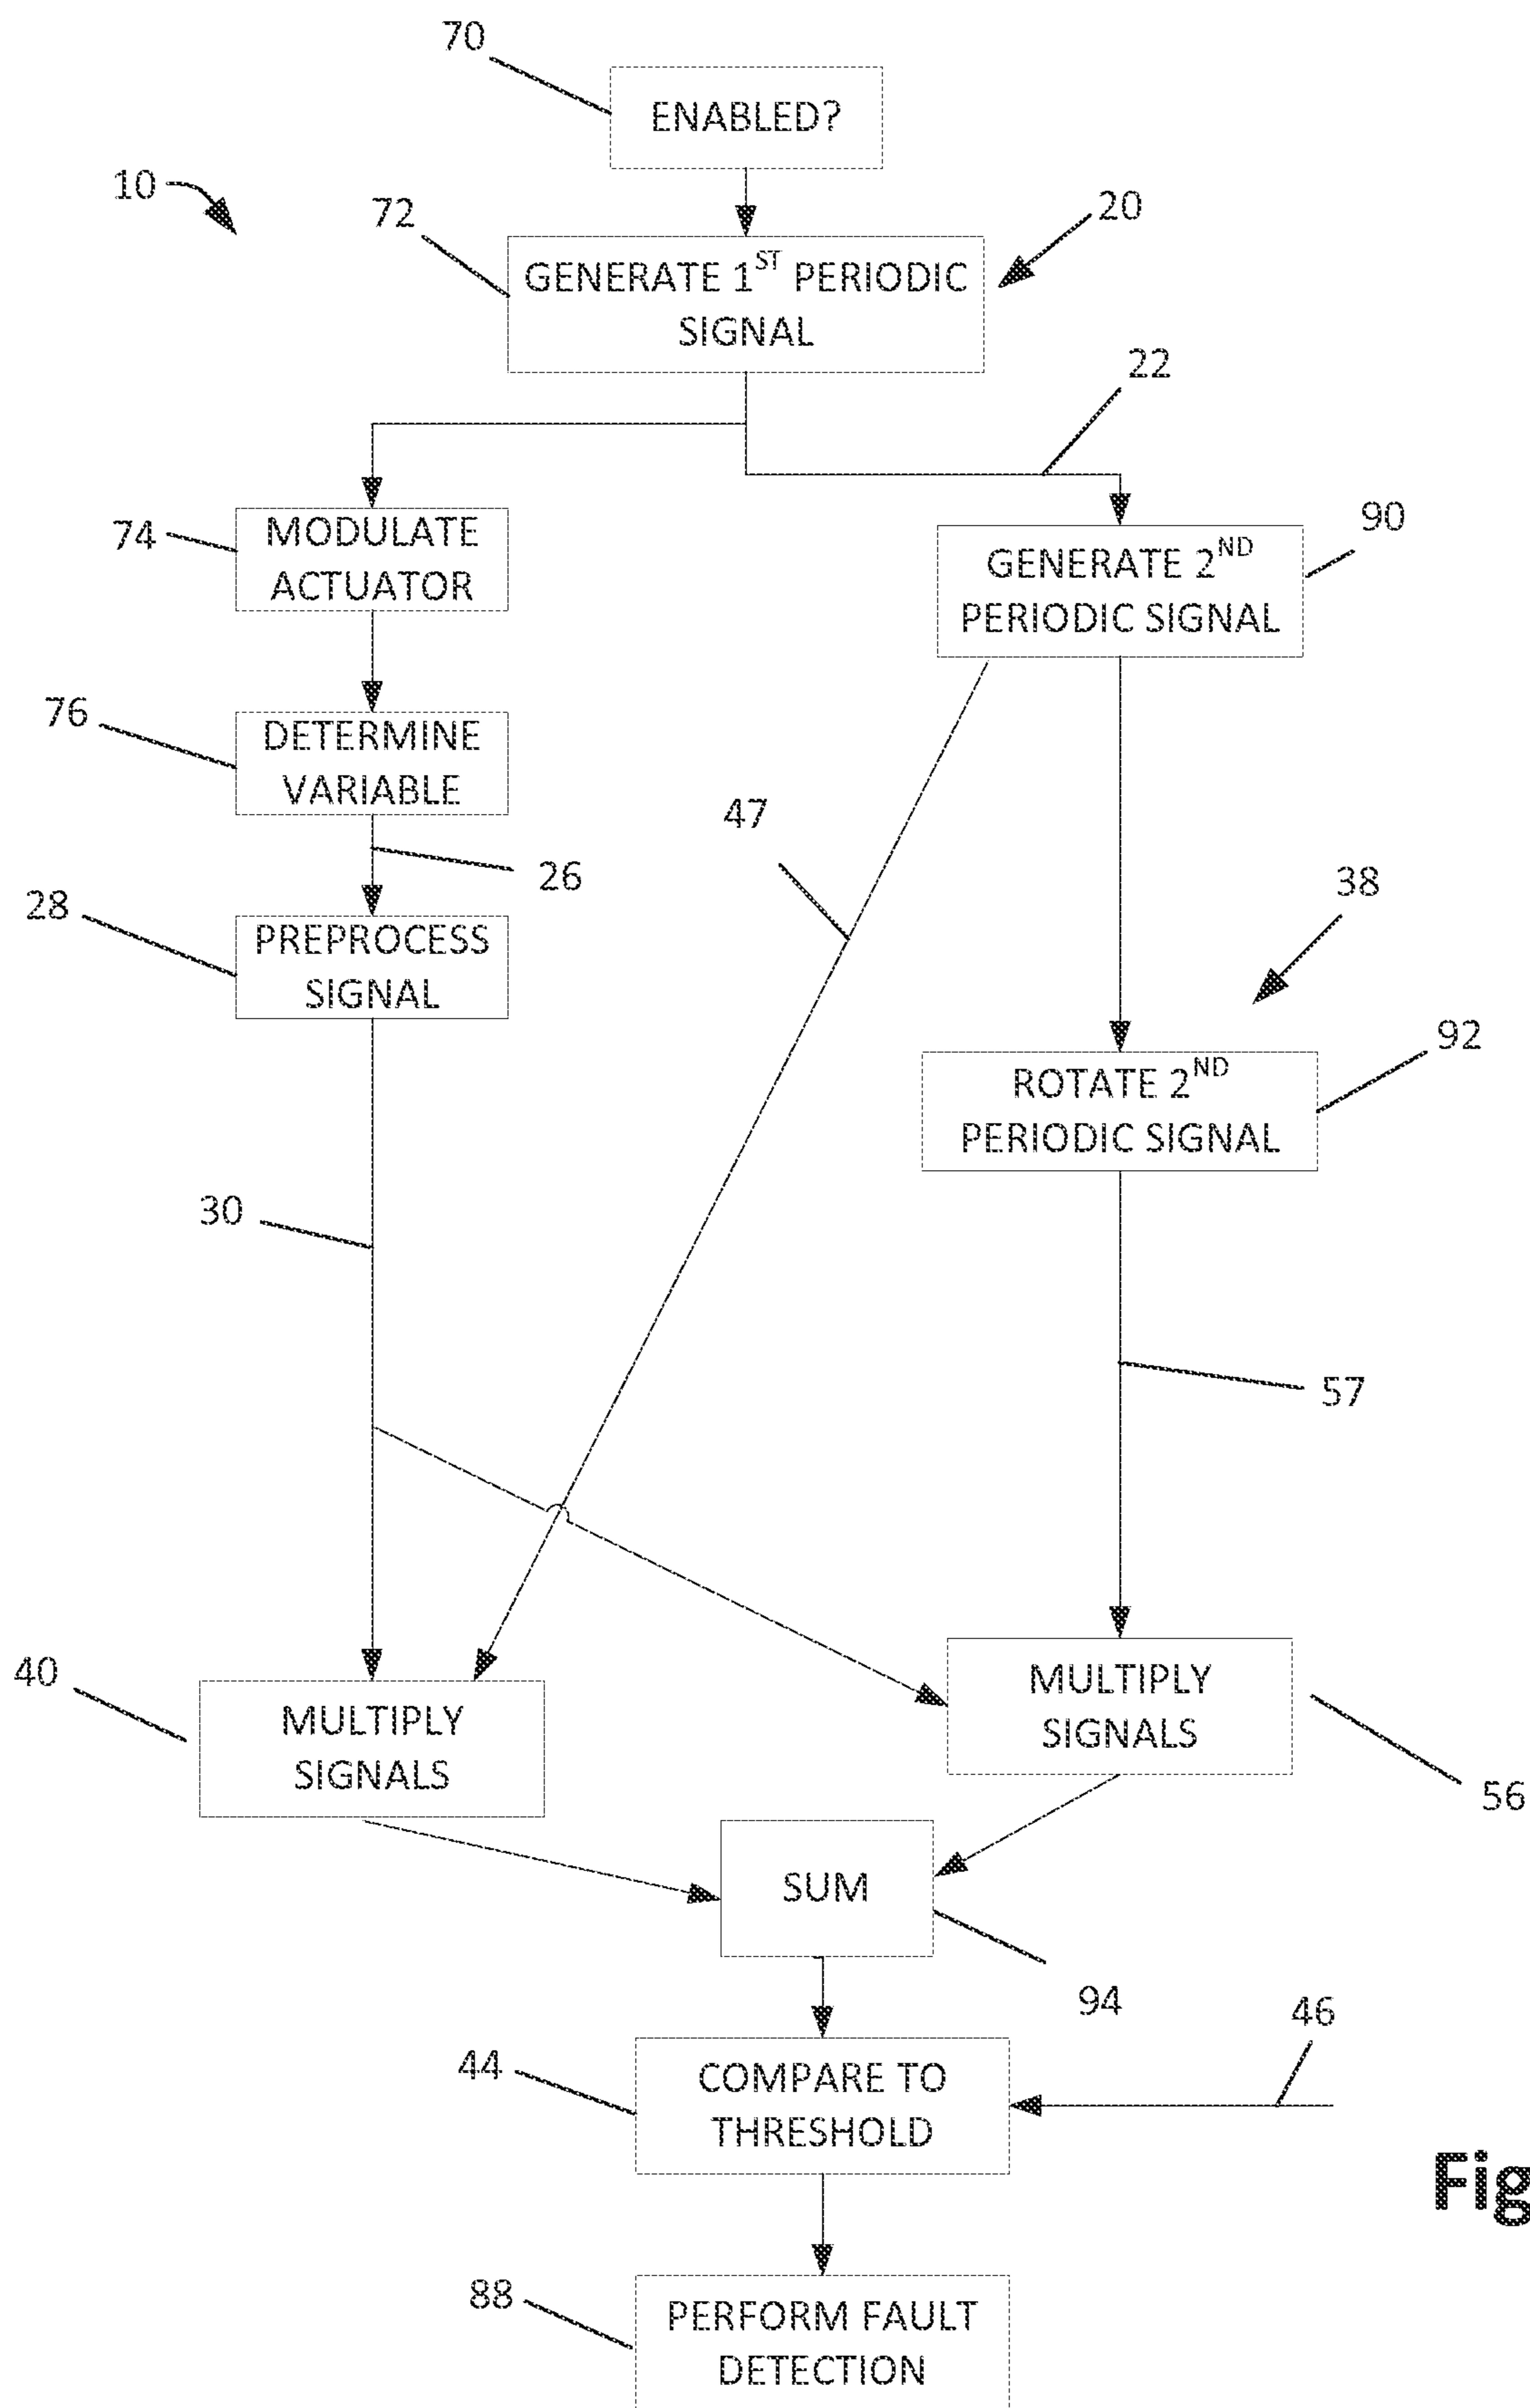 70
ENABLED?
10
72
20
GENERATE 1ST PERIODIC
SIGNAL
22
74
MODULATE
ACTUATOR
90
GENERATE 2ND
PERIODIC SIGNAL
76
DETERMINE
VARIABLE
47
26
38
28
PREPROCESS
SIGNAL
92
ROTATE 2ND
PERIODIC SIGNAL
30
57
40
MULTIPLY
SIGNALS
MULTIPLY
SIGNALS
56
SUM
94
46
44
COMPARE TO
THRESHOLD
Fig
88
PERFORM FAULT
DETECTION